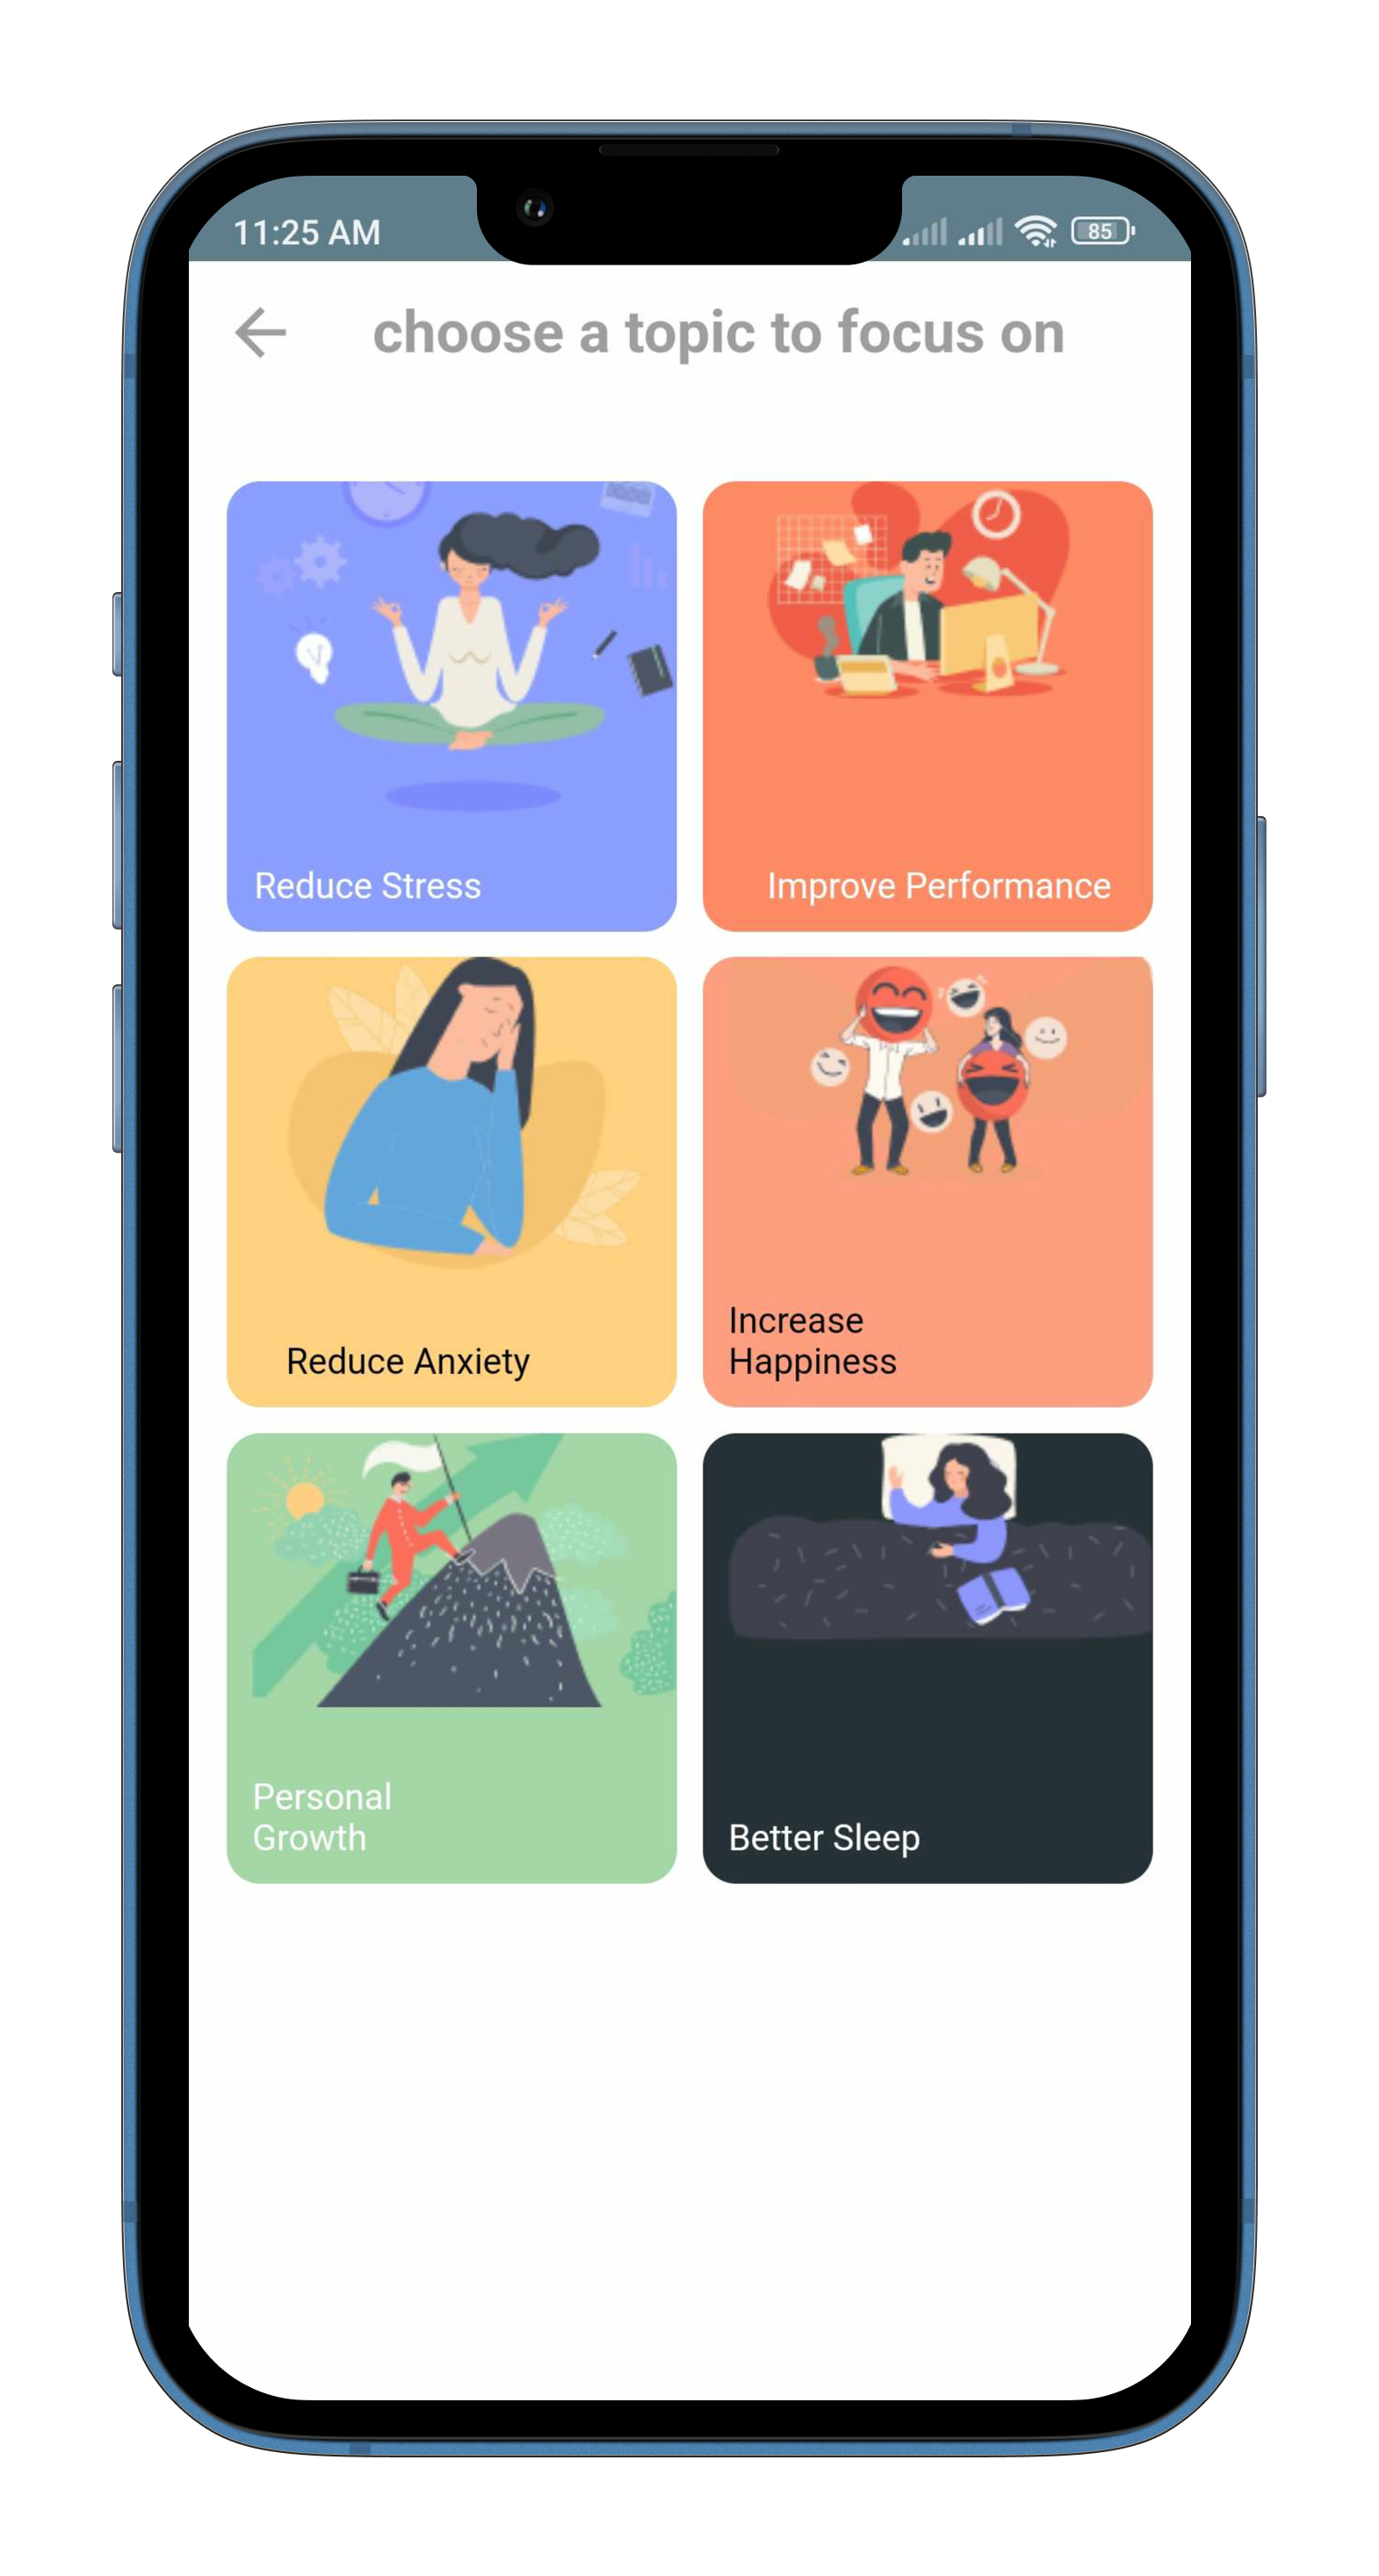 11:25 AM
85
choose a topic to focus on
Reduce Stress
Improve Performance
Reduce Anxiety
Increase
Happiness
Personal
Growth
Better Sleep